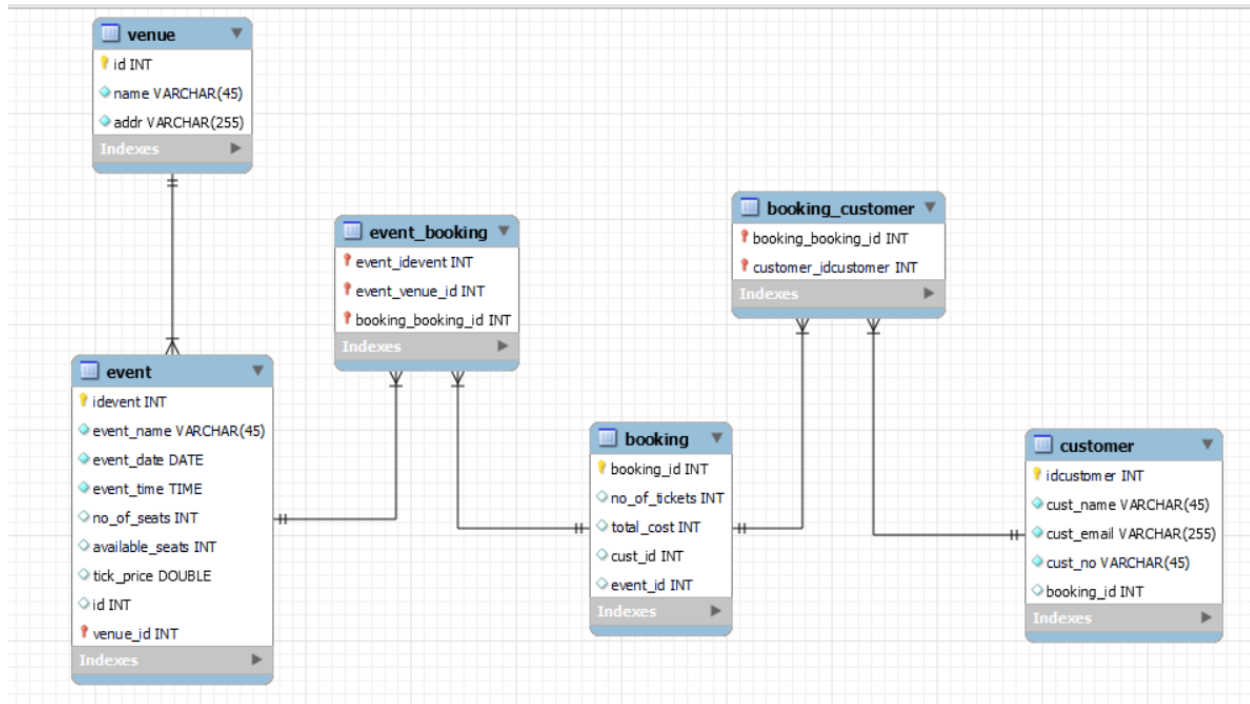 venue
id INT
name VARCHAR(45)
addr VARCHAR(255)
Indexes
event_booking
event_idevent INT
event_venue_id INT
booking_booking_id INT
Indexes
booking_customer
booking_booking_id INT
customer_idcustomer INT
Indexes
event
idevent INT
event_name VARCHAR(45)
event_date DATE
event_time TIME
no_of_seats INT
available_seats INT
tick_price DOUBLE
id INT
venue_id INT
Indexes
booking
booking_id INT
no_of_tickets INT
total_cost INT
cust_id INT
event_id INT
Indexes
customer
idcustomer INT
cust_name VARCHAR(45)
cust_email VARCHAR(255)
cust_no VARCHAR(45)
booking_id INT
Indexes